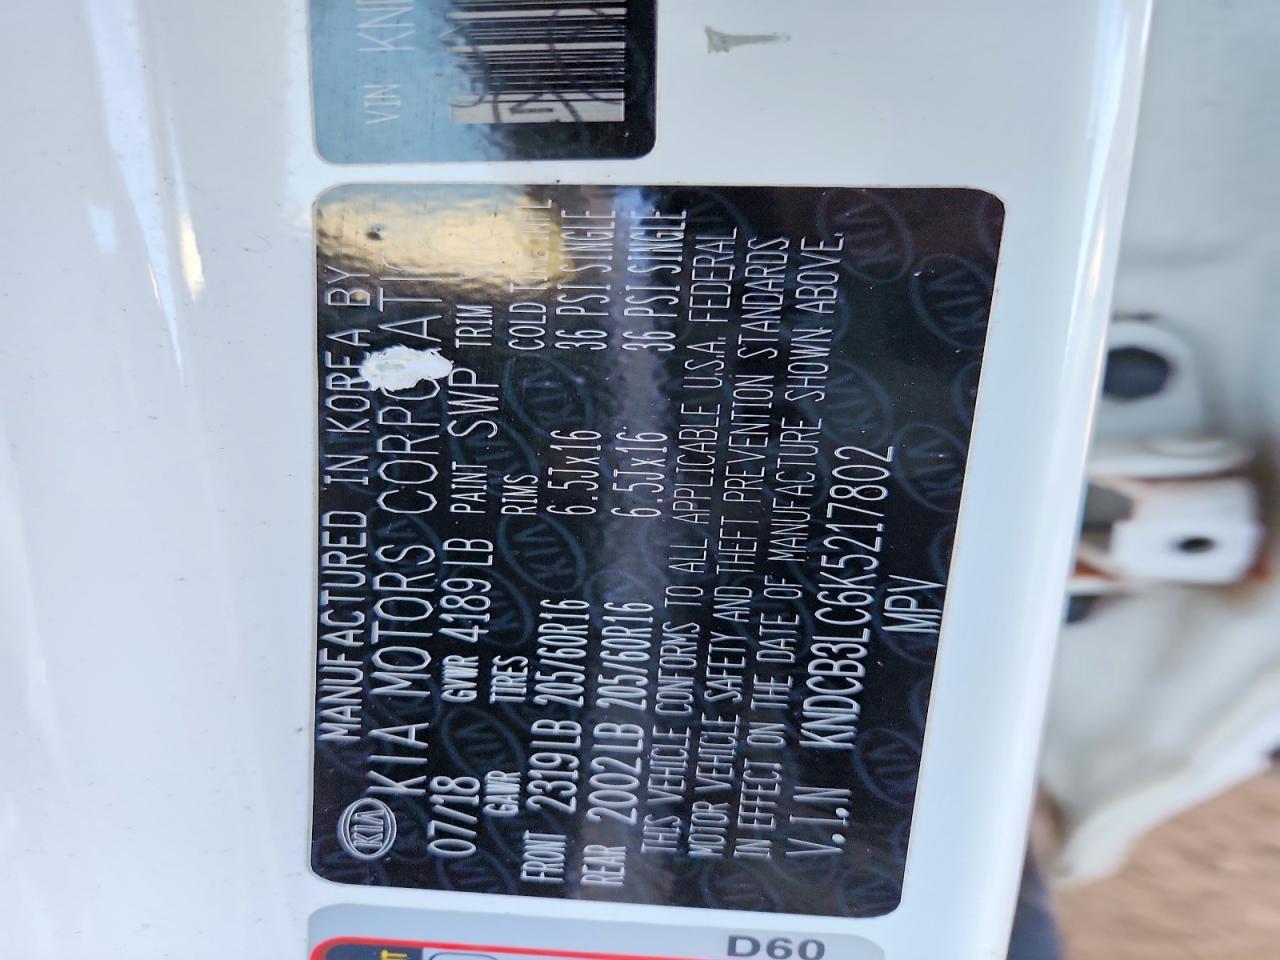 VIN KND
MANUFACTURED IN KOREA BY
KIA KIA MOTORS CORPORATION
07/18 GVWR 4189 LB PAINT SWP TRIM
GAWR TIRES RIMS COLD
FRONT 2319LB 205/60R16 6.5Jx16 36 PSI SINGLE
REAR 2002LB 205/60R16 6.5Jx16 36 PSI SINGLE
THIS VEHICLE CONFORMS TO ALL APPLICABLE U.S.A. FEDERAL
MOTOR VEHICLE SAFETY AND THEFT PREVENTION STANDARDS
IN EFFECT ON THE DATE OF MANUFACTURE SHOWN ABOVE.
V.I.N KNDCB3LC6K5217802
MPV
D60